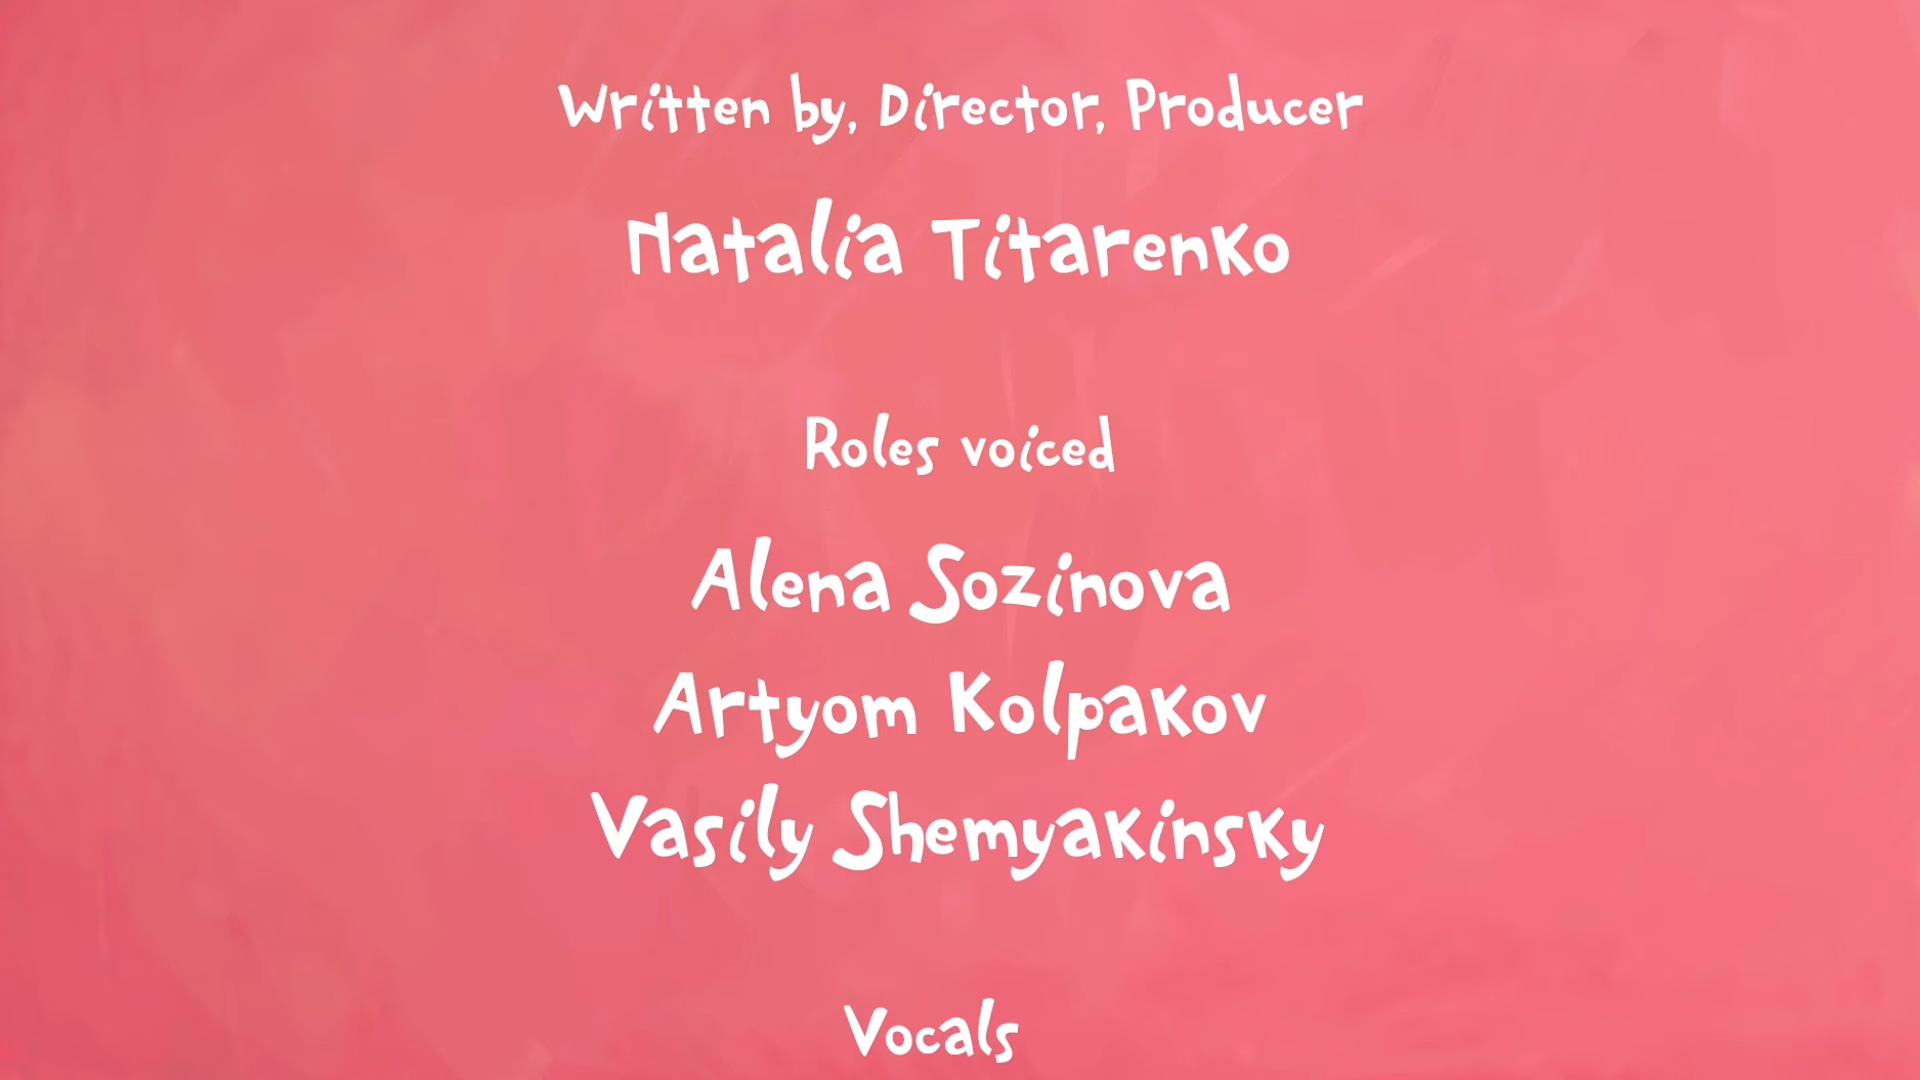 Written by, Director, Producer
Natalia Titarenko
Roles voiced
Alena Sozinova
Artyom Kolpakov
Vasily Shemyakinsky
Vocals